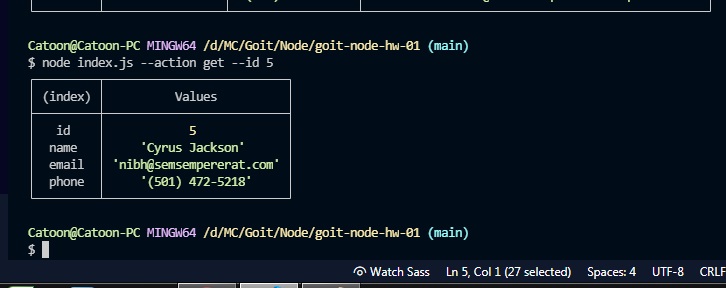 Catoon@Catoon-PC MINGW64 /d/MC/Goit/Node/goit-node-hw-01 (main)
$ node index.js --action get --id 5
(index) Values
id 5
name 'Cyrus Jackson'
email 'nibh@semsempererat.com'
phone '(501) 472-5218'
Catoon@Catoon-PC MINGW64 /d/MC/Goit/Node/goit-node-hw-01 (main)
$
Watch Sass Ln 5, Col 1 (27 selected) Spaces: 4 UTF-8 CRLF